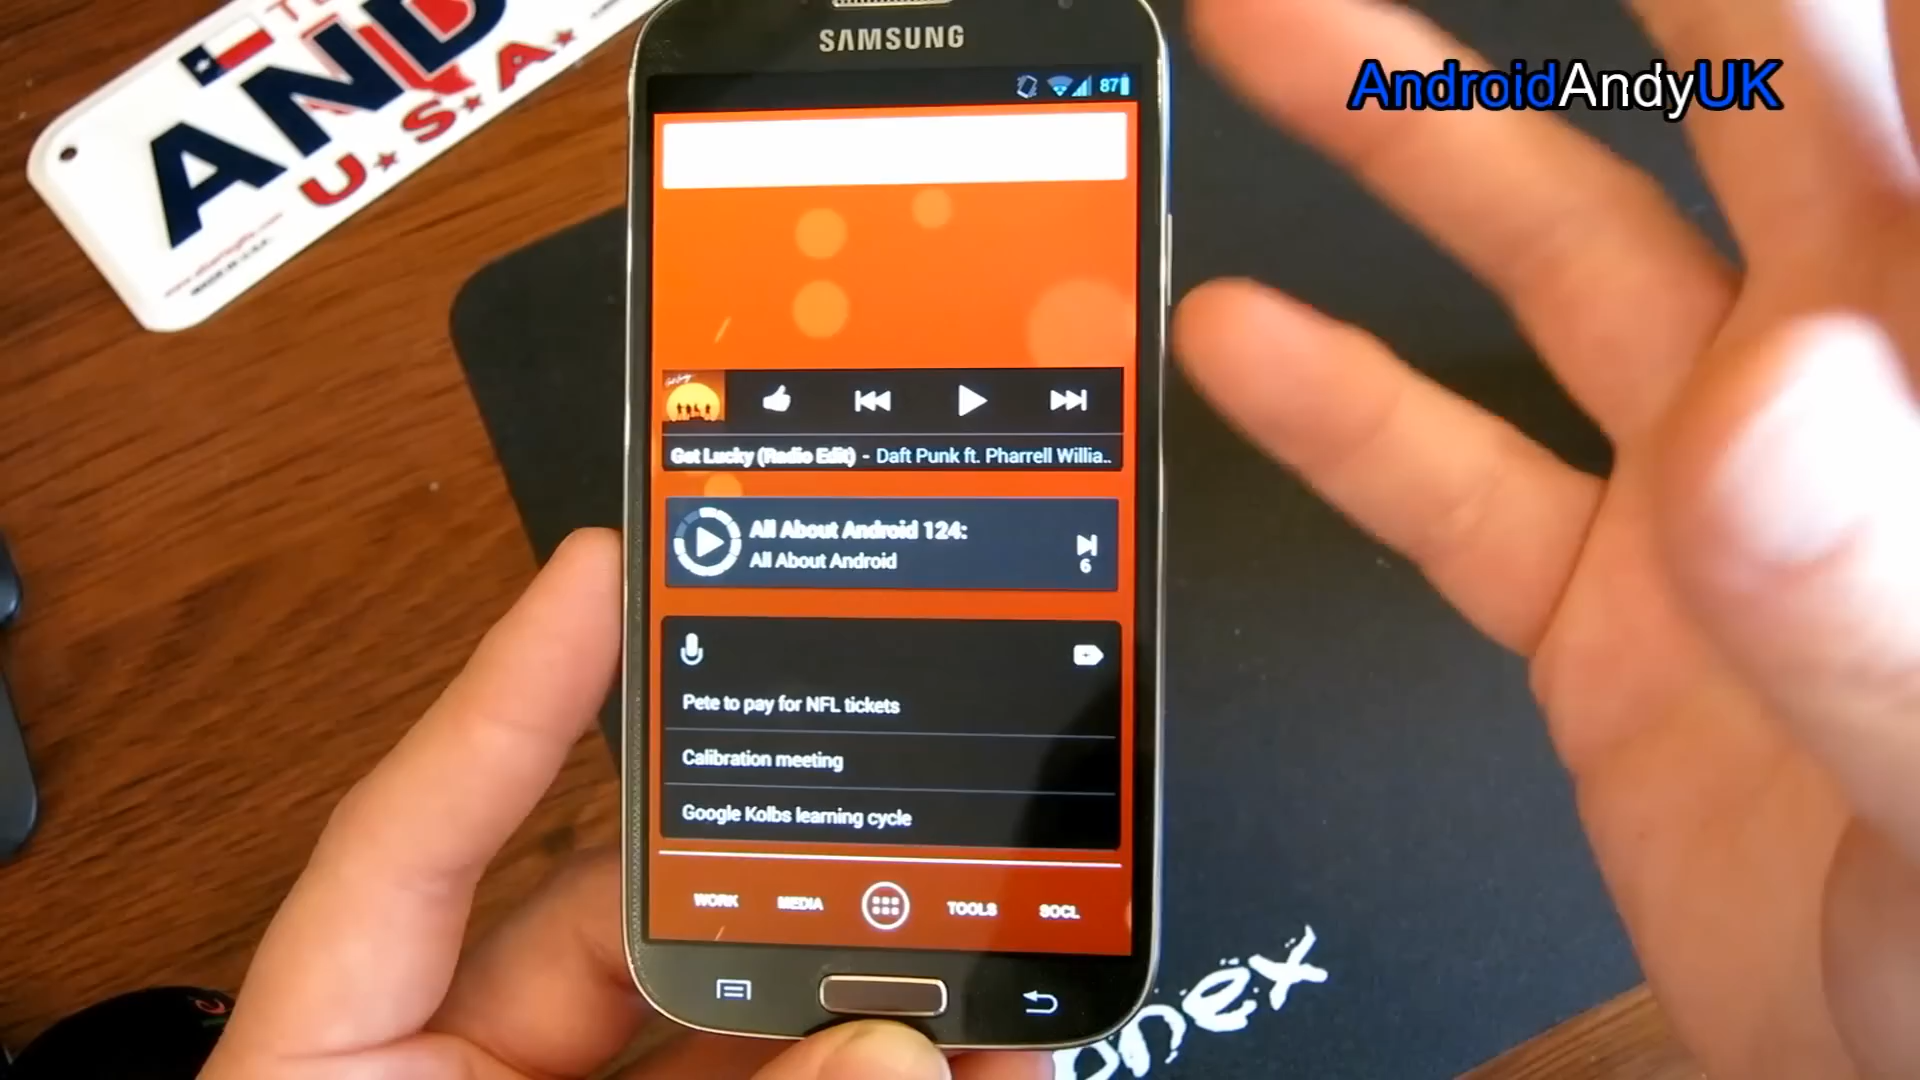 AND
U.S.A.
SAMSUNG
87
AndroidAndyUK
Get Lucky (Radio Edit) - Daft Punk ft. Pharrell Willia..
All About Android 124:
All About Android
6
Pete to pay for NFL tickets
Calibration meeting
Google Kolbs learning cycle
WORK MEDIA TOOLS SOCL